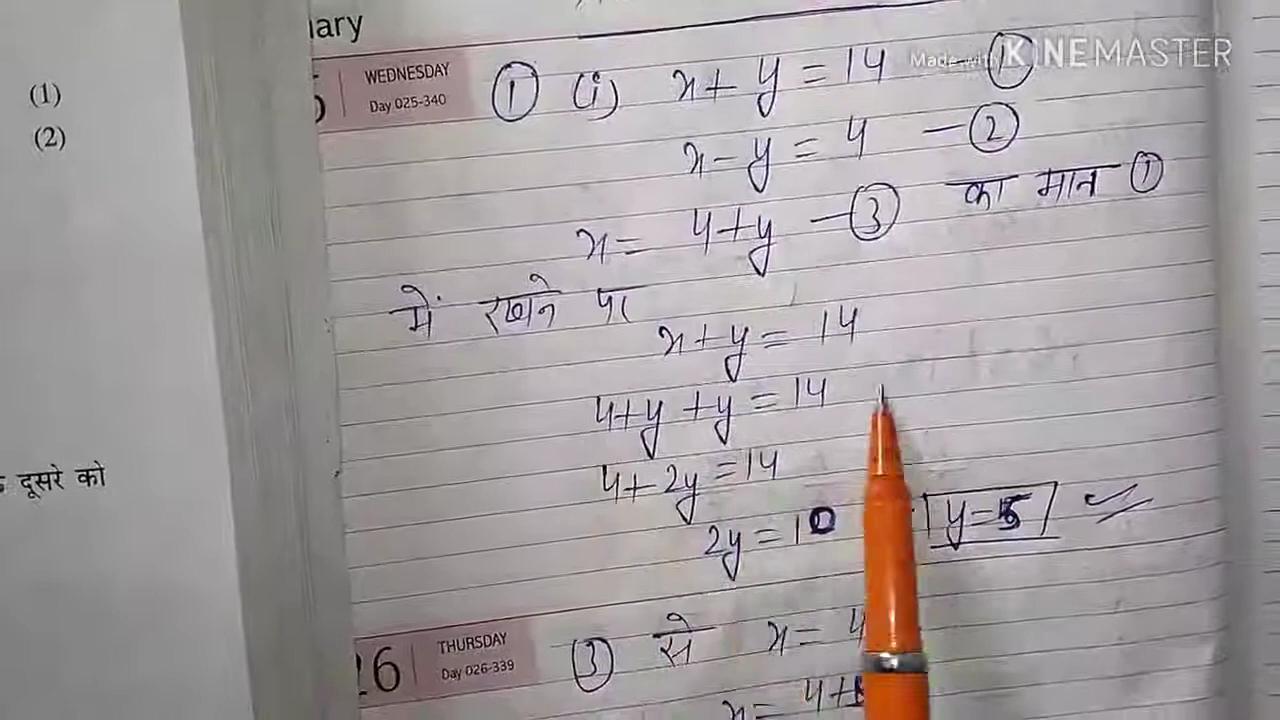 ary
Made with KINEMASTER
WEDNESDAY
Day 025-340
① (i) x + y = 14 ①
(1)
(2)
x - y = 4 - ②
x = 4 + y - ③ का मान ①
में रखने पर
x + y = 14
4 + y + y = 14
4 + 2y = 14
2y = 10 y = 5
दूसरे को
26 THURSDAY
Day 026-339
③ से x = 4
x = 4 +